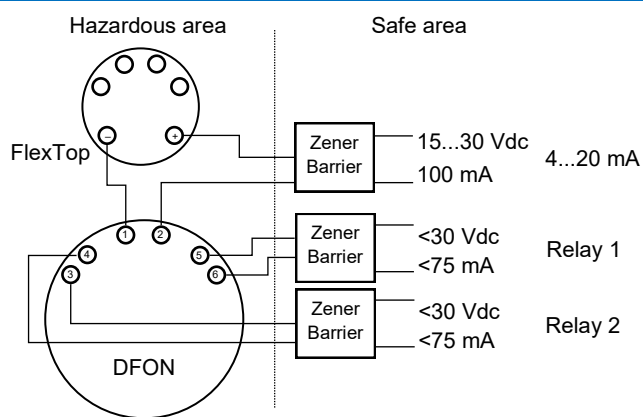 Hazardous area
Safe area
FlexTop
–
+
Zener
Barrier
15...30 Vdc
100 mA
4...20 mA
1
2
3
4
5
6
DFON
Zener
Barrier
<30 Vdc
<75 mA
Relay 1
Zener
Barrier
<30 Vdc
<75 mA
Relay 2